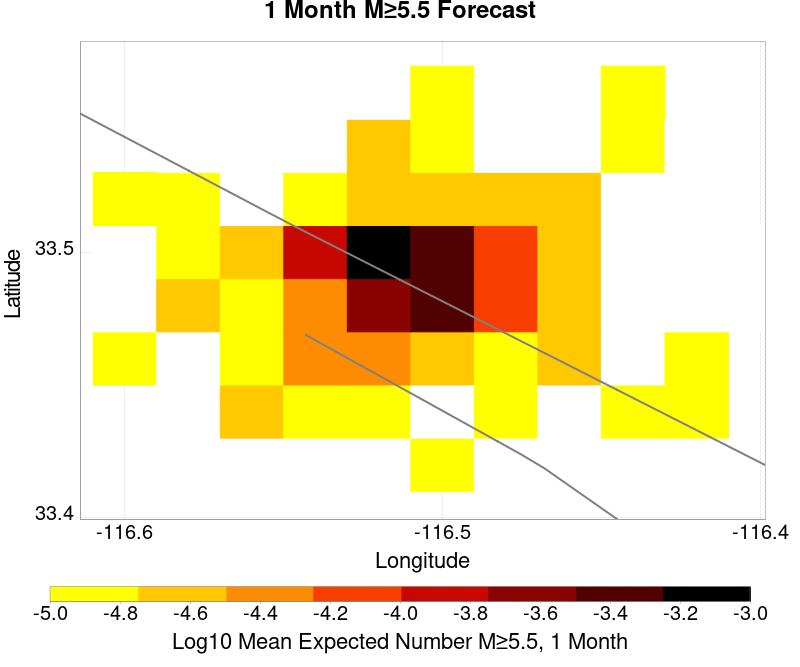 1 Month M≥5.5 Forecast
Latitude
33.5
33.4
-116.6 -116.5 -116.4
Longitude
-5.0 -4.8 -4.6 -4.4 -4.2 -4.0 -3.8 -3.6 -3.4 -3.2 -3.0
Log10 Mean Expected Number M≥5.5, 1 Month